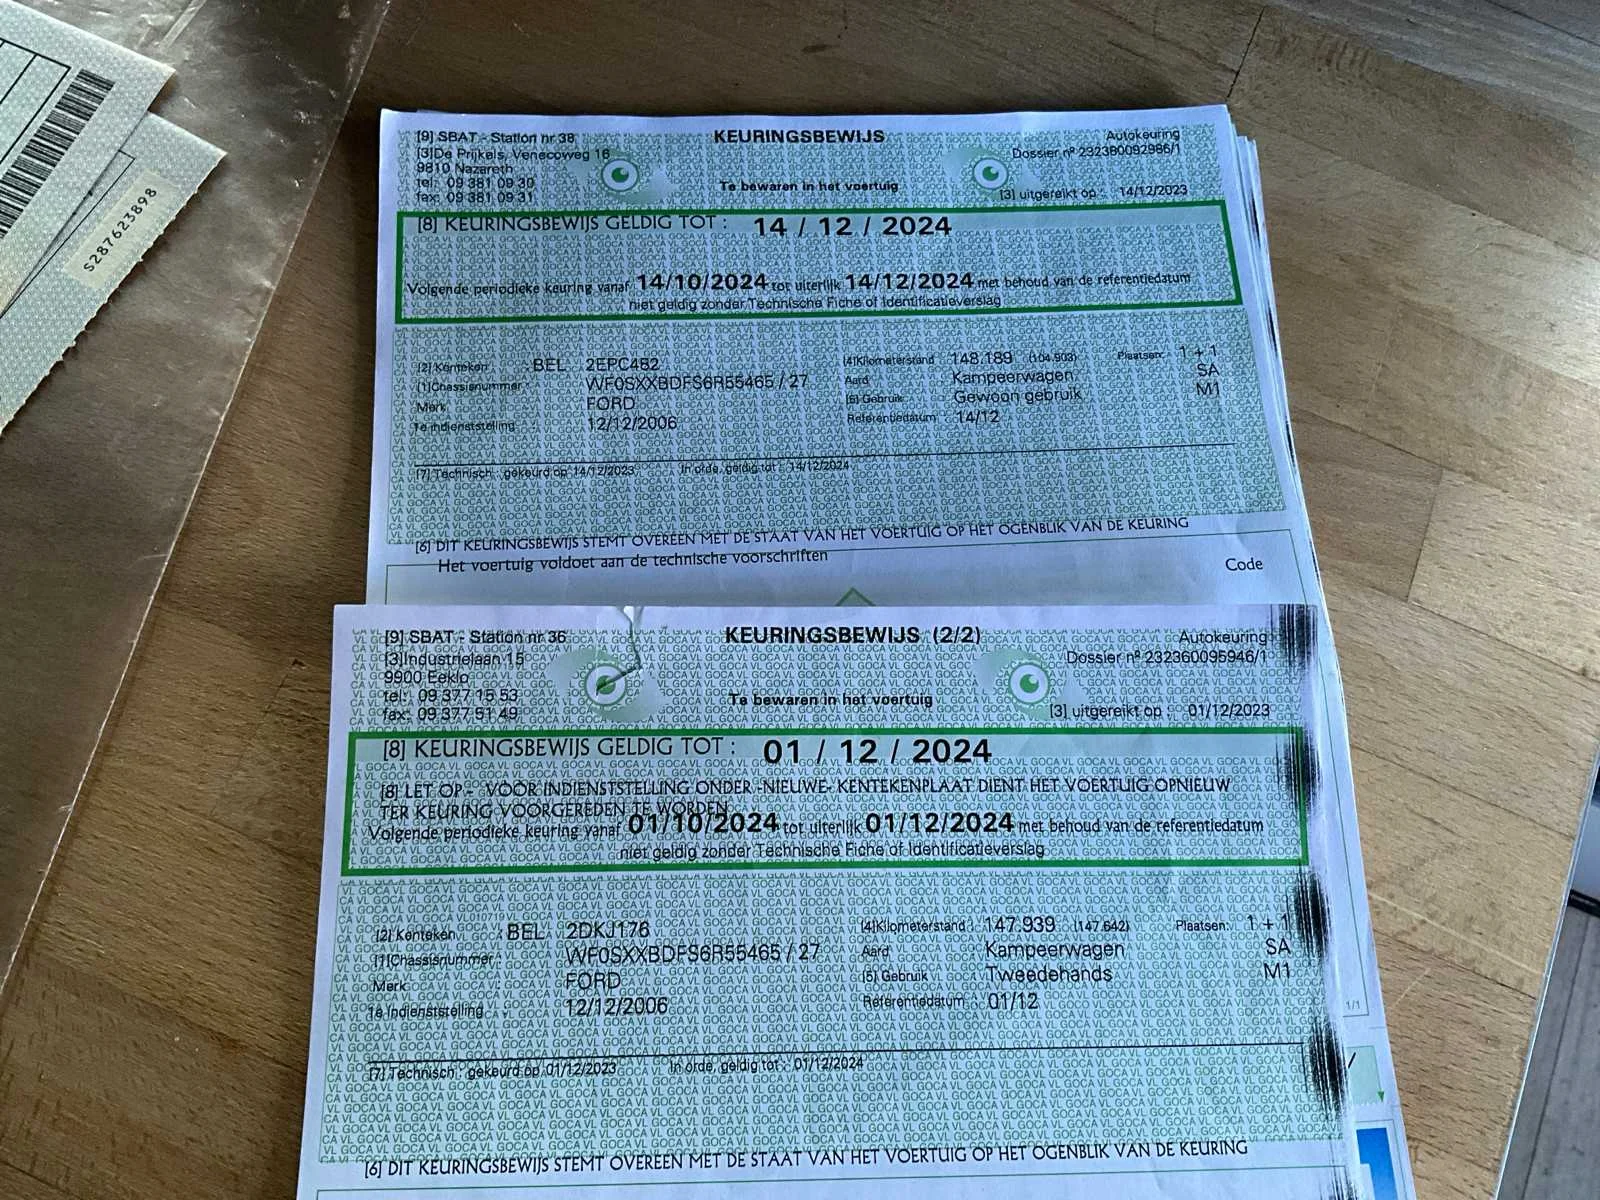 S287623898
[9] SBAT - Station nr 38
KEURINGSBEWIJS
Autokeuring
[3]De Prijkels, Venecoweg 16
Dossier nº 232380092986/1
9810 Nazareth
tel: 09 381 09 30
Te bewaren in het voertuig
[3] uitgereikt op : 14/12/2023
fax: 09 381 09 31
[8] KEURINGSBEWIJS GELDIG TOT : 14 / 12 / 2024
Volgende periodieke keuring vanaf 14/10/2024 tot uiterlijk 14/12/2024 met behoud van de referentiedatum
niet geldig zonder Technische Fiche of Identificatieverslag
[2] Kenteken : BEL 2EPC482 [4]Kilometerstand : 148.189 (104.903) Plaatsen: 1 + 1
[1]Chassisnummer : WF0SXXBDFS6R55465 / 27 Aard : Kampeerwagen SA
Merk : FORD [5] Gebruik : Gewoon gebruik M1
1e indienststelling : 12/12/2006 Referentiedatum : 14/12
[7] Technisch : gekeurd op 14/12/2023 In orde, geldig tot : 14/12/2024
[6] DIT KEURINGSBEWIJS STEMT OVEREEN MET DE STAAT VAN HET VOERTUIG OP HET OGENBLIK VAN DE KEURING
Het voertuig voldoet aan de technische voorschriften Code
[9] SBAT - Station nr 36
KEURINGSBEWIJS (2/2)
Autokeuring
[3]Industrielaan 15
Dossier nº 232360095946/1
9900 Eeklo
tel: 09 377 15 53
Te bewaren in het voertuig
[3] uitgereikt op : 01/12/2023
fax: 09 377 51 49
[8] KEURINGSBEWIJS GELDIG TOT : 01 / 12 / 2024
[8] LET OP - VOOR INDIENSTSTELLING ONDER -NIEUWE- KENTEKENPLAAT DIENT HET VOERTUIG OPNIEUW
TER KEURING VOORGEREDEN TE WORDEN
Volgende periodieke keuring vanaf 01/10/2024 tot uiterlijk 01/12/2024 met behoud van de referentiedatum
niet geldig zonder Technische Fiche of Identificatieverslag
[2] Kenteken : BEL 2DKJ176 [4]Kilometerstand : 147.939 (147.642) Plaatsen: 1 + 1
[1]Chassisnummer : WF0SXXBDFS6R55465 / 27 Aard : Kampeerwagen SA
Merk : FORD [5] Gebruik : Tweedehands M1
1e indienststelling : 12/12/2006 Referentiedatum : 01/12
1/1
[7] Technisch : gekeurd op 01/12/2023 In orde, geldig tot : 01/12/2024
[6] DIT KEURINGSBEWIJS STEMT OVEREEN MET DE STAAT VAN HET VOERTUIG OP HET OGENBLIK VAN DE KEURING